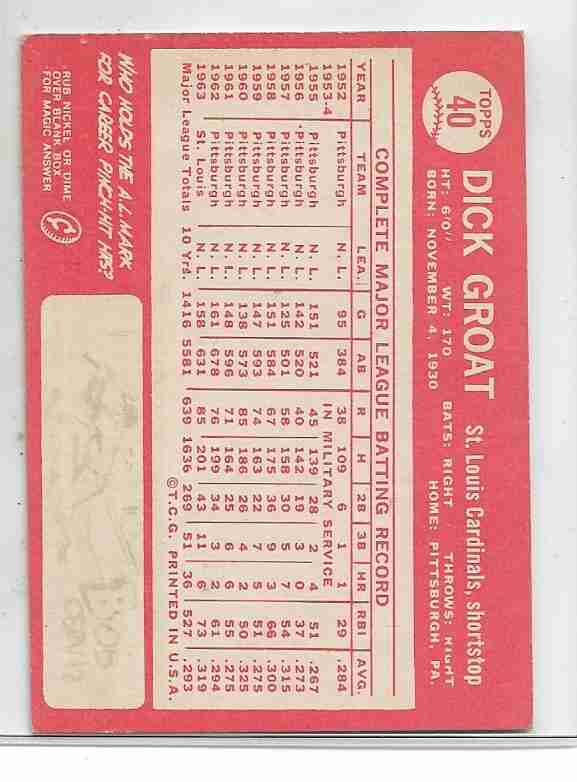 TOPPS
40
DICK GROAT St. Louis Cardinals, shortstop
HT: 6'0" WT: 170 BATS: RIGHT THROWS: RIGHT
BORN: NOVEMBER 4, 1930 HOME: PITTSBURGH, PA.
COMPLETE MAJOR LEAGUE BATTING RECORD
YEAR TEAM LEA. G AB R H 2B 3B HR RBI AVG.
1952 Pittsburgh N.L. 95 384 38 109 6 1 1 29 .284
1953-4 IN MILITARY SERVICE
1955 Pittsburgh N.L. 151 521 45 139 28 2 4 51 .267
1956 Pittsburgh N.L. 142 520 40 142 19 3 0 37 .273
1957 Pittsburgh N.L. 125 501 58 158 30 5 7 54 .315
1958 Pittsburgh N.L. 151 584 67 175 36 9 3 66 .300
1959 Pittsburgh N.L. 147 593 74 163 22 7 5 51 .275
1960 Pittsburgh N.L. 138 573 85 186 26 4 2 50 .325
1961 Pittsburgh N.L. 148 596 71 164 25 6 6 55 .275
1962 Pittsburgh N.L. 161 678 76 199 34 3 2 61 .294
1963 St. Louis N.L. 158 631 85 201 43 11 6 73 .319
Major League Totals 10 Yrs. 1416 5581 639 1636 269 51 36 527 .293
©T.C.G. PRINTED IN U.S.A.
WHO HOLDS THE A.L. MARK
FOR CAREER PINCH-HIT HITS?
RUB NICKEL OR DIME
OVER BLANK BOX
FOR MAGIC ANSWER
BOB